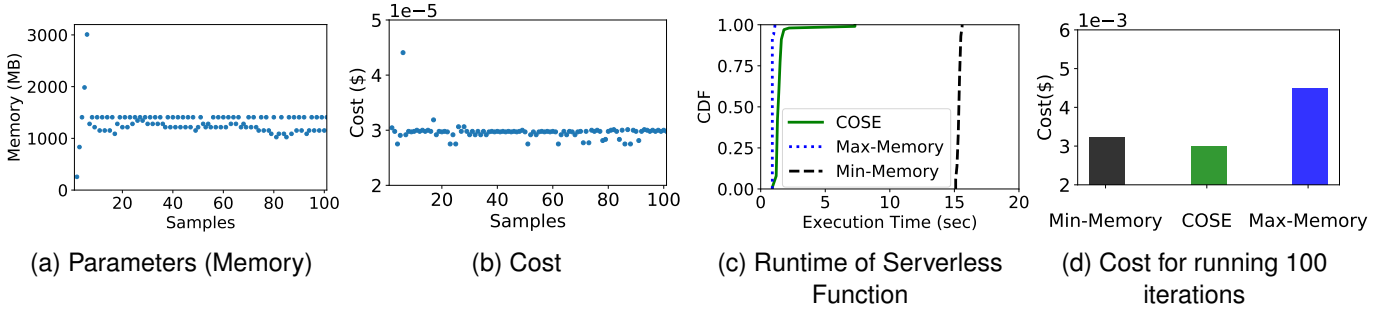 3000
2000
1000
0
Memory (MB)
20 40 60 80 100
Samples
(a) Parameters (Memory)
1e−5
5
4
3
2
Cost ($)
20 40 60 80 100
Samples
(b) Cost
1.00
0.75
0.50
0.25
0.00
CDF
COSE
Max-Memory
Min-Memory
0 5 10 15 20
Execution Time (sec)
(c) Runtime of Serverless
Function
1e−3
6
5
4
3
2
Cost($)
Min-Memory COSE Max-Memory
(d) Cost for running 100
iterations